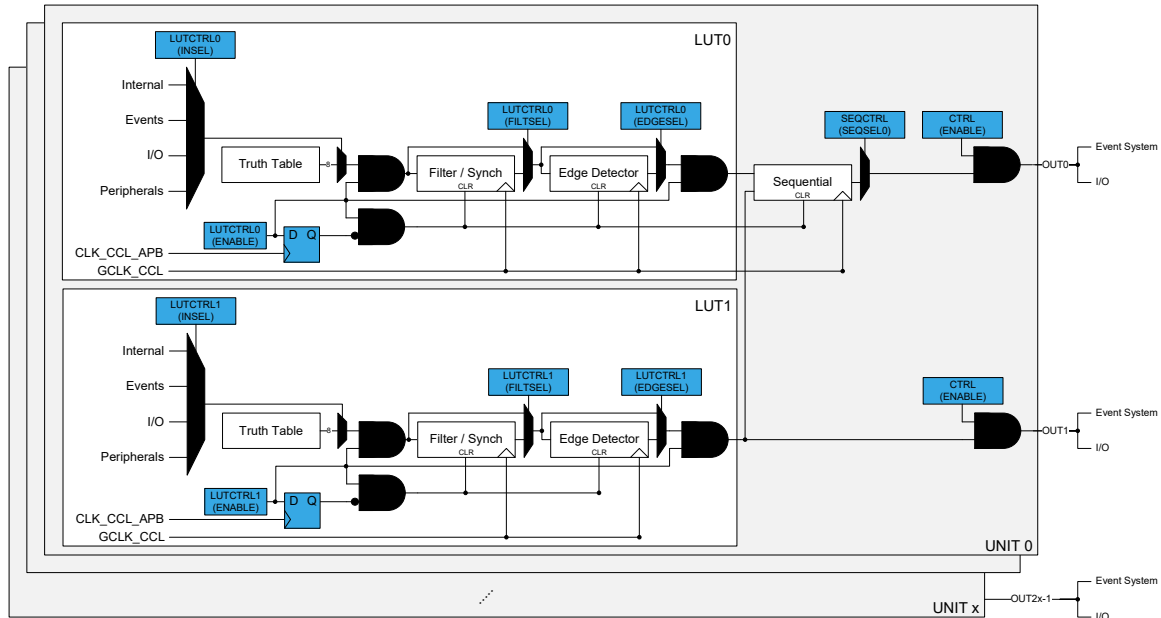 LUTCTRL0
(INSEL)
LUT0
Internal
Events
I/O
Peripherals
LUTCTRL0
(FILTSEL)
LUTCTRL0
(EDGESEL)
SEQCTRL
(SEQSEL0)
CTRL
(ENABLE)
Truth Table
8
Filter / Synch
CLR
Edge Detector
CLR
Sequential
CLR
OUT0
Event System
I/O
LUTCTRL0
(ENABLE)
D Q
CLK_CCL_APB
GCLK_CCL
LUTCTRL1
(INSEL)
LUT1
Internal
Events
I/O
Peripherals
LUTCTRL1
(FILTSEL)
LUTCTRL1
(EDGESEL)
CTRL
(ENABLE)
Truth Table
8
Filter / Synch
CLR
Edge Detector
CLR
OUT1
Event System
I/O
LUTCTRL1
(ENABLE)
D Q
CLK_CCL_APB
GCLK_CCL
UNIT 0
UNIT x
OUT2x-1
Event System
I/O